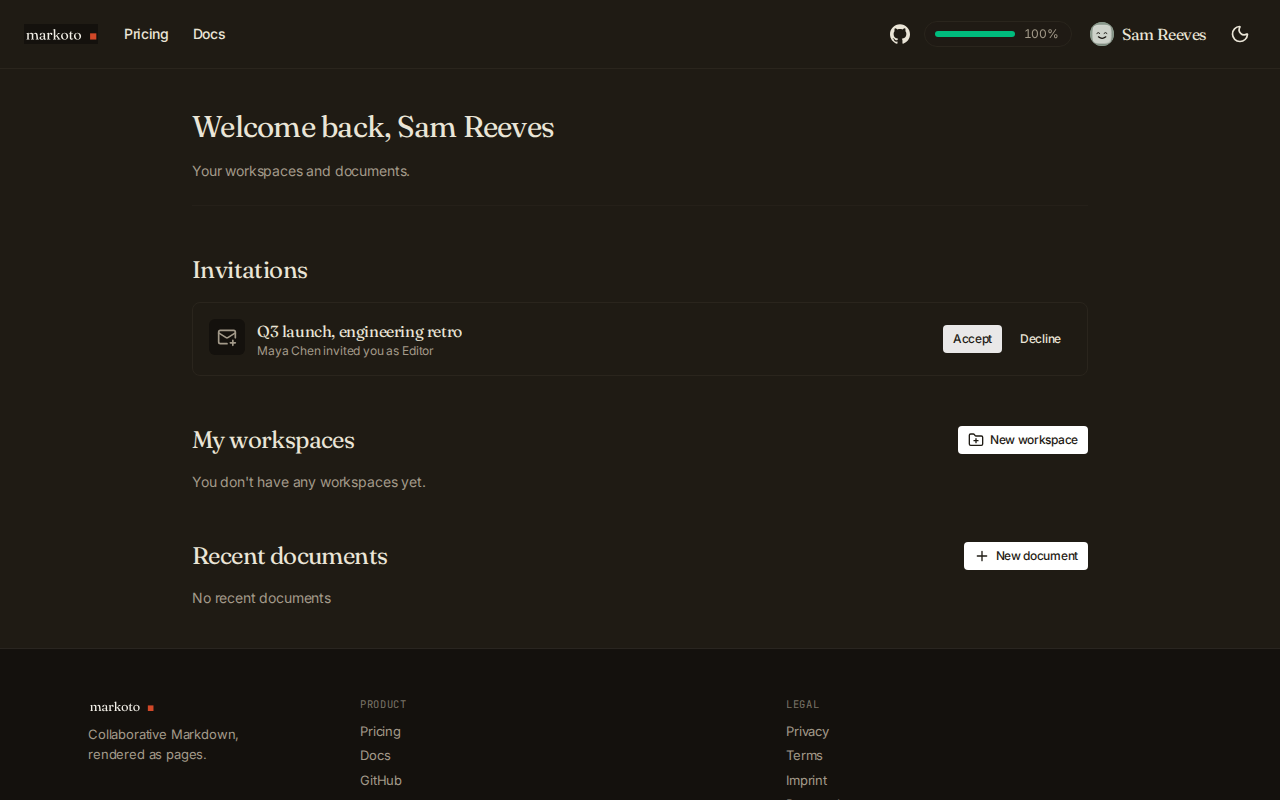 markoto
Pricing
Docs
100%
Sam Reeves
Welcome back, Sam Reeves
Your workspaces and documents.
Invitations
Q3 launch, engineering retro
Maya Chen invited you as Editor
Accept
Decline
My workspaces
New workspace
You don't have any workspaces yet.
Recent documents
New document
No recent documents
markoto
Collaborative Markdown,
rendered as pages.
PRODUCT
Pricing
Docs
GitHub
LEGAL
Privacy
Terms
Imprint